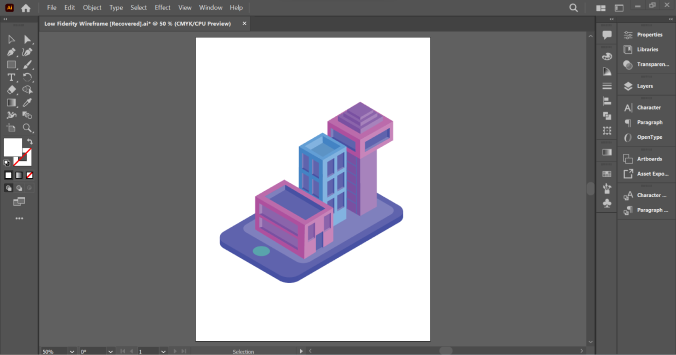 Ai File Edit Object Type Select Effect View Window Help
Low Fiderity Wireframe [Recovered].ai* @ 50 % (CMYK/CPU Preview) ×
Properties
Libraries
Transparen...
Layers
Character
Paragraph
OpenType
Artboards
Asset Expo...
Character ...
Paragraph ...
50% 0° 1 Selection